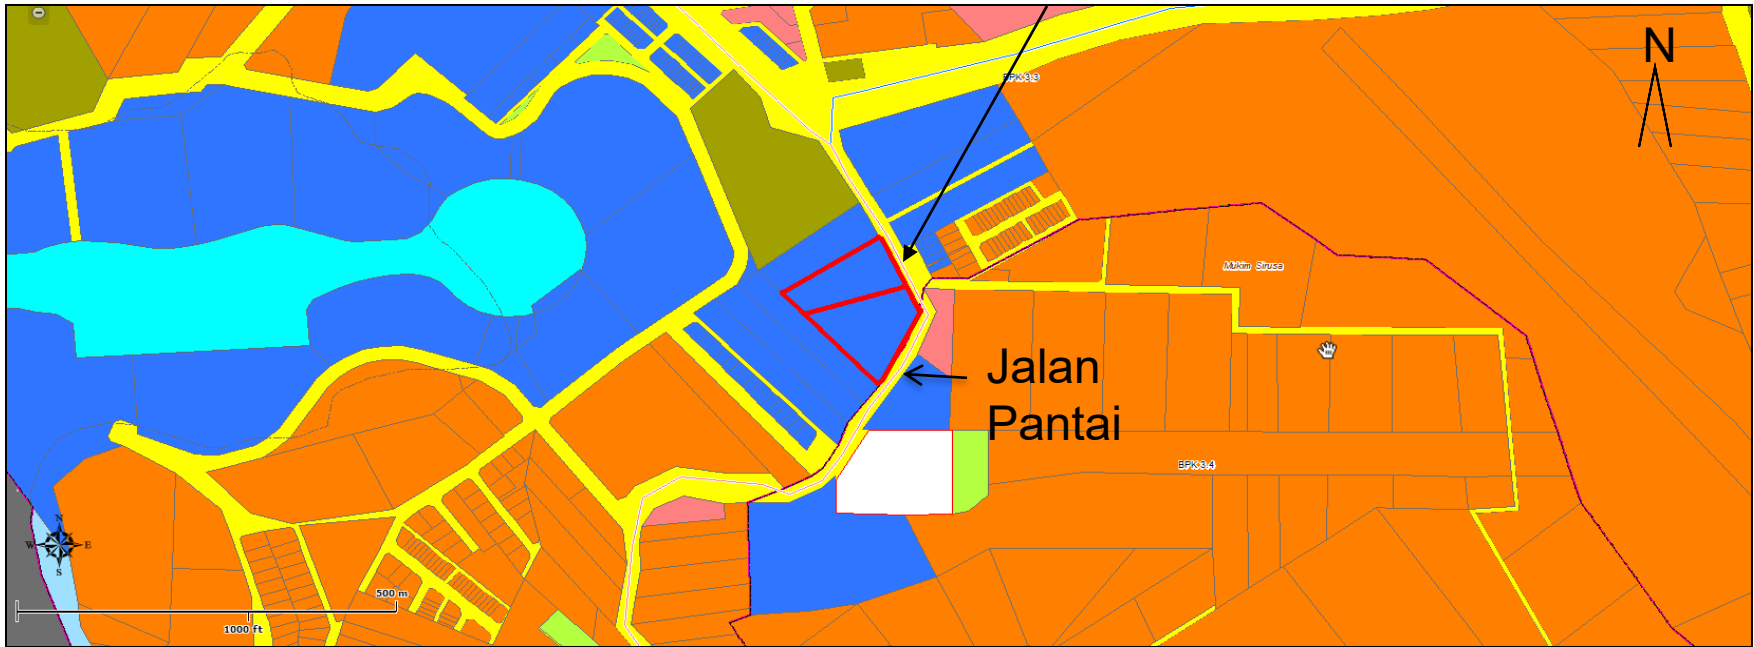 N
BPK 3.3
Mukim Sirusa
Jalan
Pantai
BPK 3.4
N
W
E
S
500 m
1000 ft